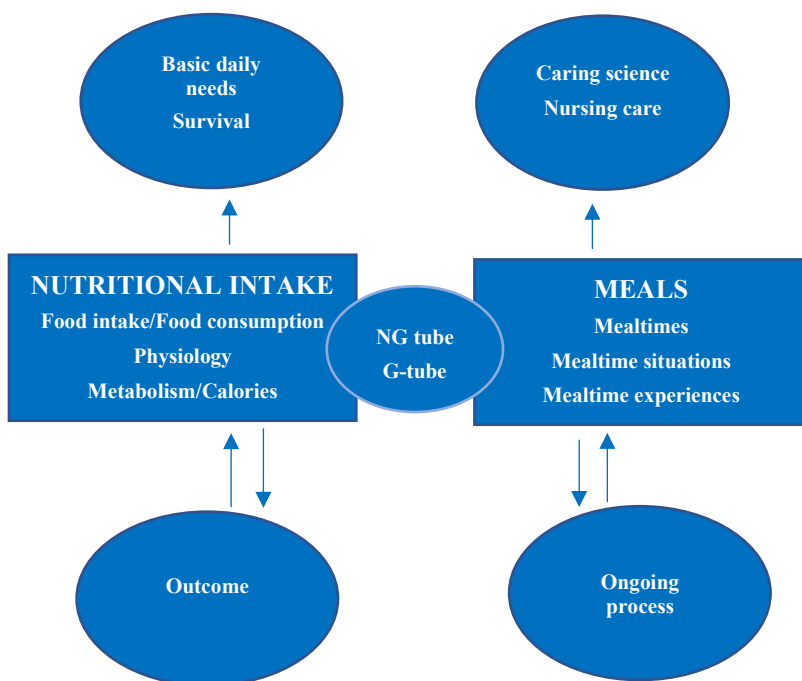 Basic daily
needs
Survival
Caring science
Nursing care
NUTRITIONAL INTAKE
Food intake/Food consumption
Physiology
Metabolism/Calories
NG tube
G-tube
MEALS
Mealtimes
Mealtime situations
Mealtime experiences
Outcome
Ongoing
process